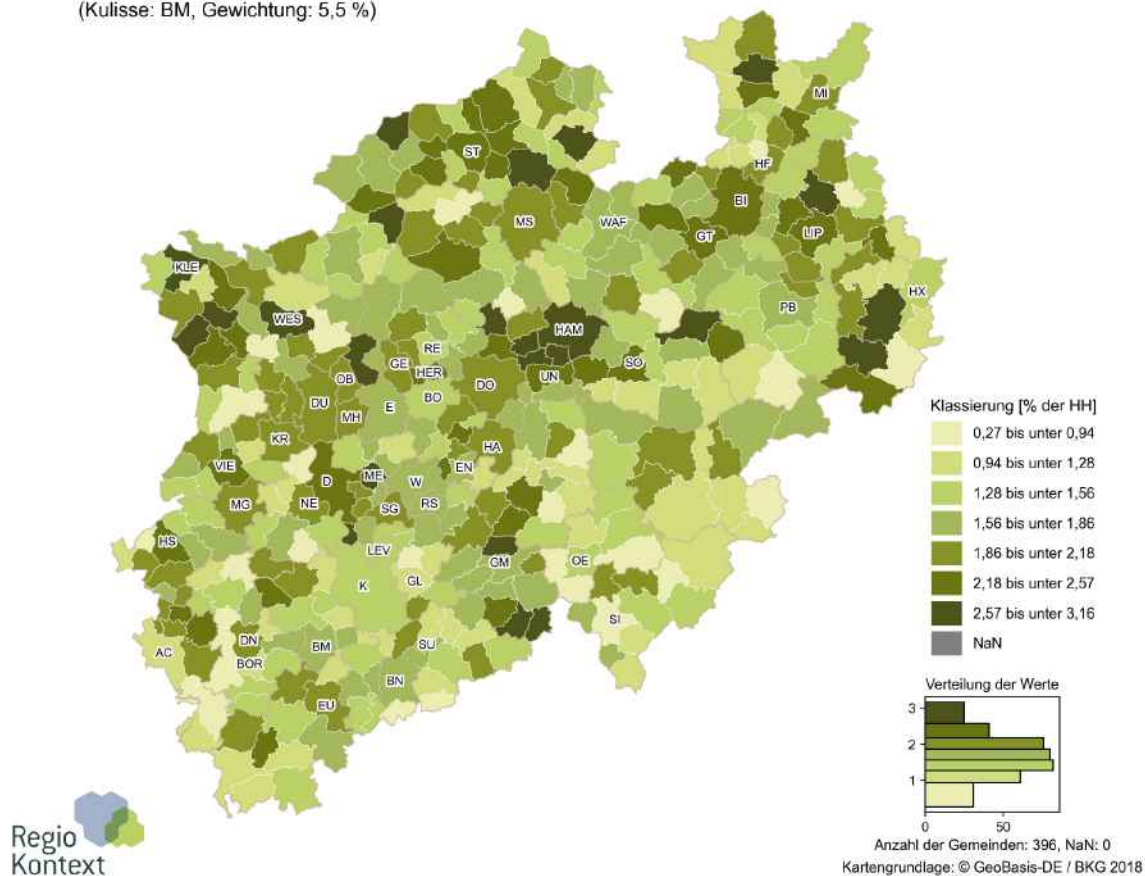 (Kulisse: BM, Gewichtung: 5,5 %)
MI
ST
HF
BI
MS
WAF
GT
LIP
KLE
HX
WES
PB
HAM
RE
GE
HER
SO
OB
UN
DO
BO
DU
E
MH
KR
HA
VIE
EN
ME
D
W
MG
NE
SG
RS
HS
LEV
GM
OE
K
GL
SI
DN
SU
BM
AC
BOR
BN
EU
Klassierung [% der HH]
0,27 bis unter 0,94
0,94 bis unter 1,28
1,28 bis unter 1,56
1,56 bis unter 1,86
1,86 bis unter 2,18
2,18 bis unter 2,57
2,57 bis unter 3,16
NaN
Verteilung der Werte
3
2
1
0
50
Anzahl der Gemeinden: 396, NaN: 0
Kartengrundlage: © GeoBasis-DE / BKG 2018
Regio
Kontext